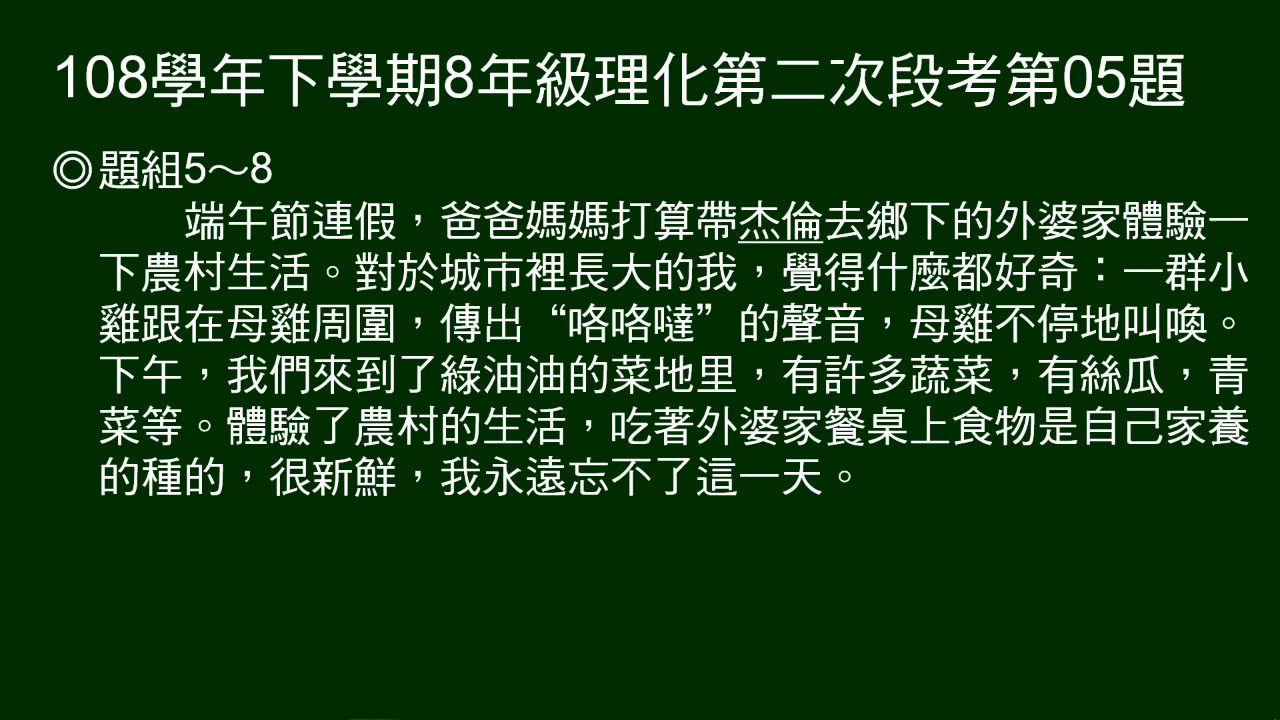 108學年下學期8年級理化第二次段考第05題
◎題組5～8
端午節連假，爸爸媽媽打算帶杰倫去鄉下的外婆家體驗一
下農村生活。對於城市裡長大的我，覺得什麼都好奇：一群小
雞跟在母雞周圍，傳出“咯咯噠”的聲音，母雞不停地叫喚。
下午，我們來到了綠油油的菜地里，有許多蔬菜，有絲瓜，青
菜等。體驗了農村的生活，吃著外婆家餐桌上食物是自己家養
的種的，很新鮮，我永遠忘不了這一天。